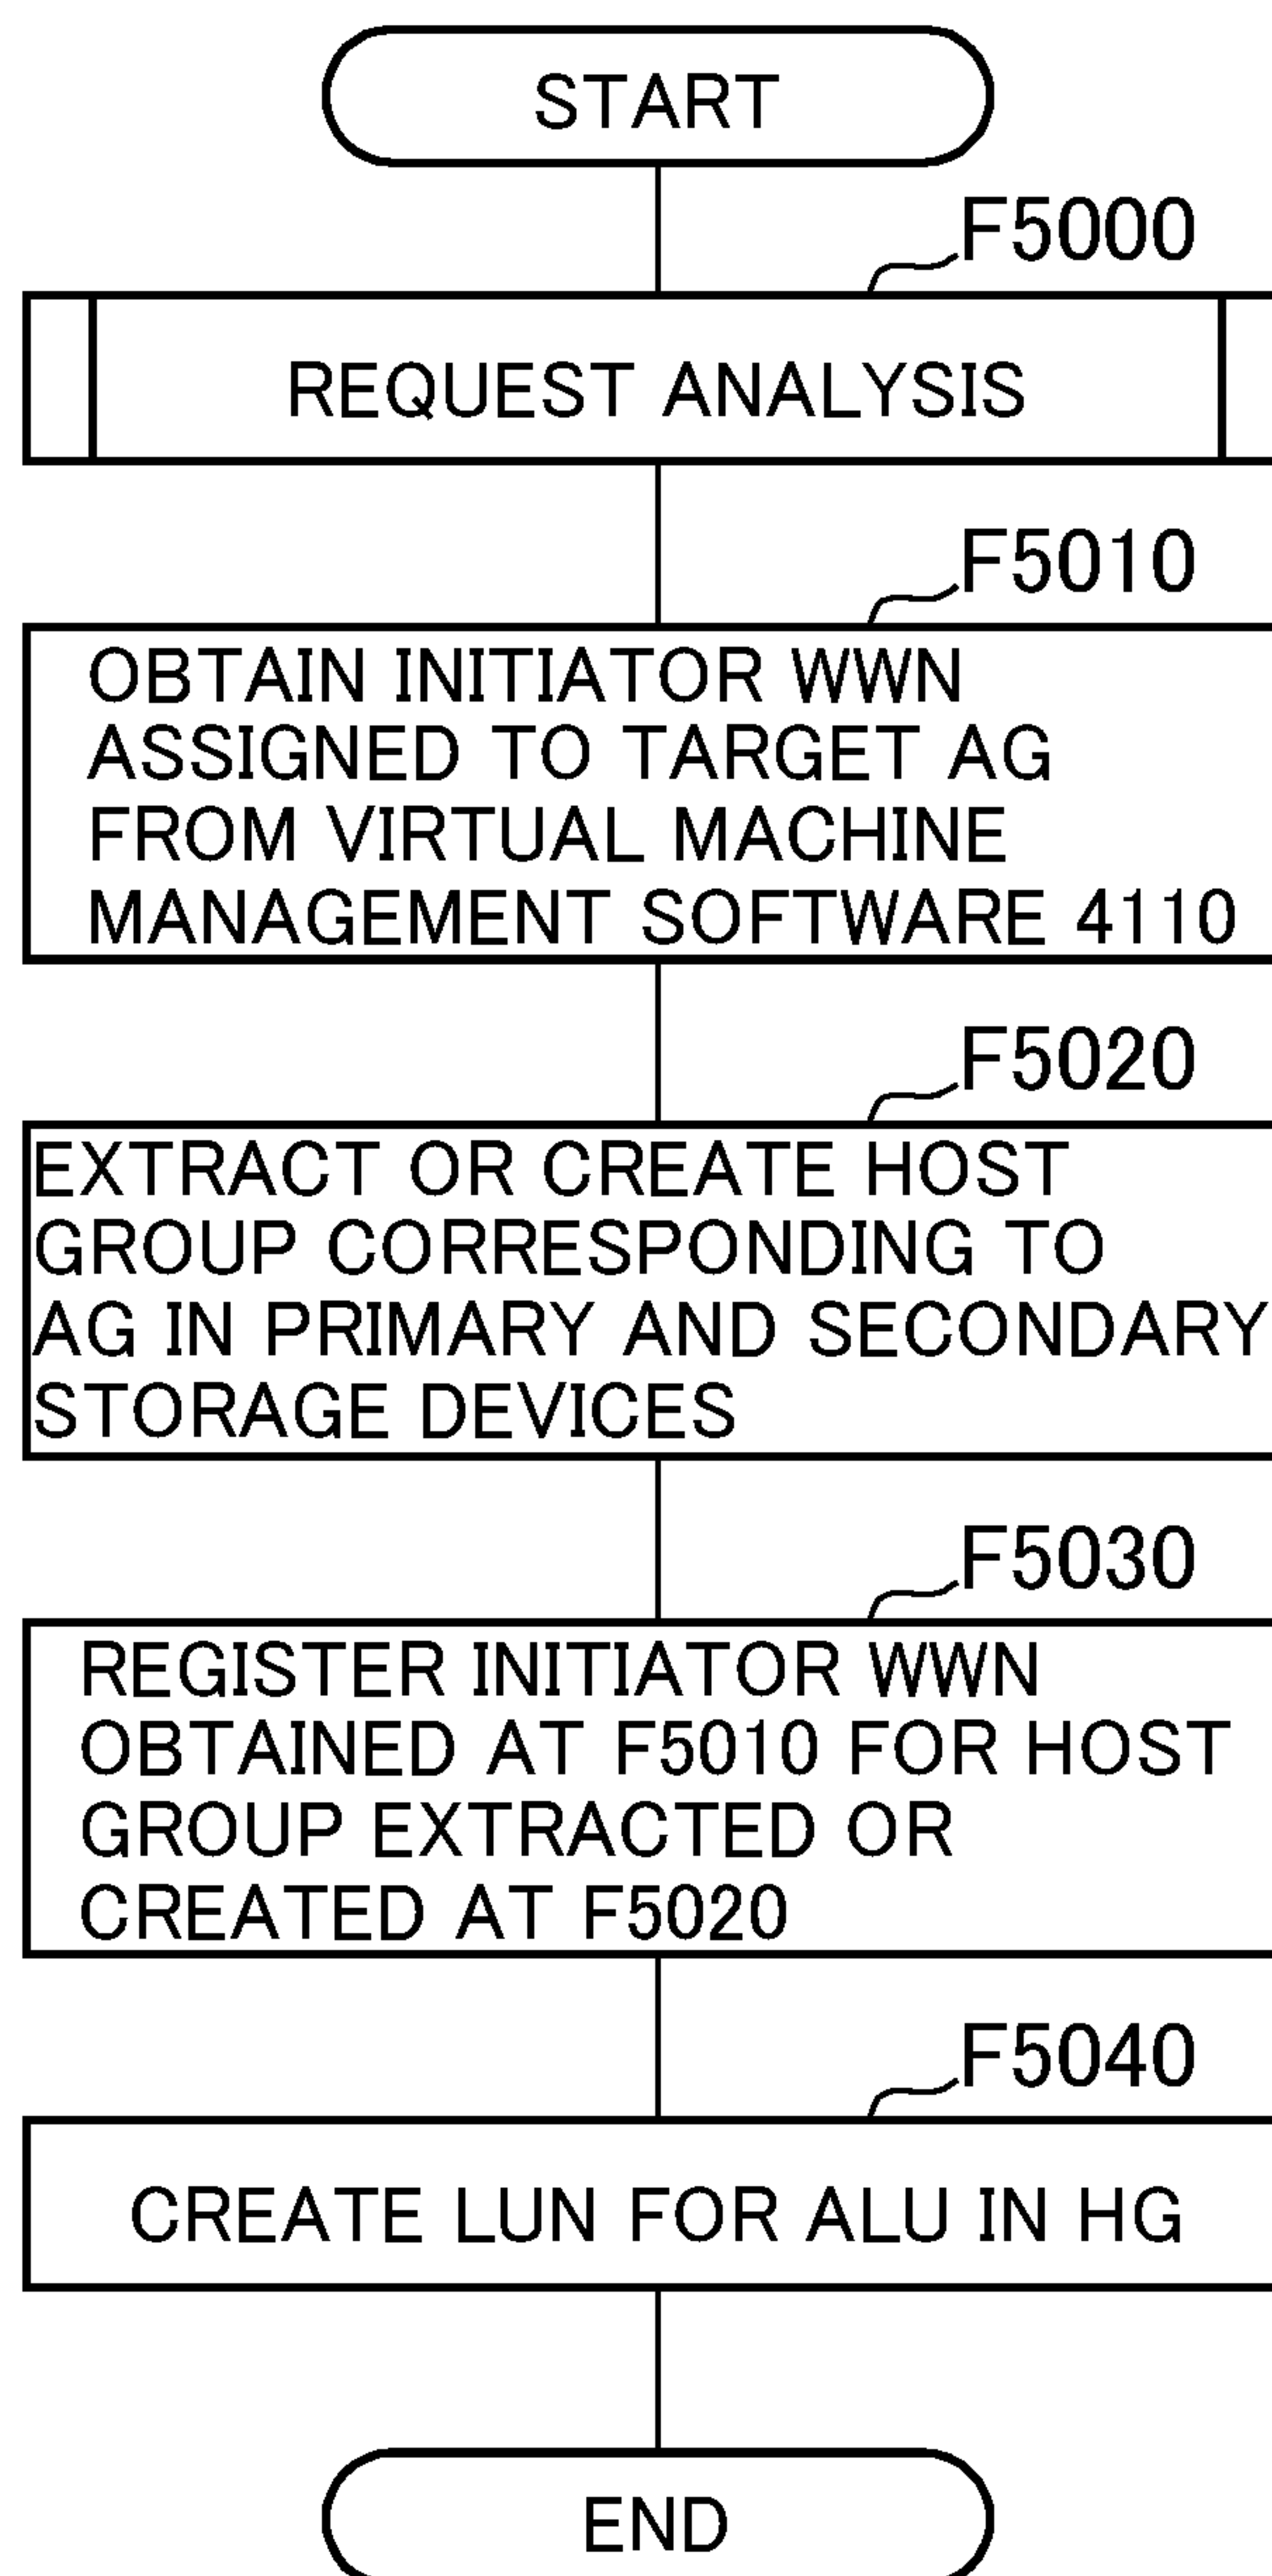 START
F5000
REQUEST ANALYSIS
F5010
OBTAIN INITIATOR WWN
ASSIGNED TO TARGET AG
FROM VIRTUAL MACHINE
MANAGEMENT SOFTWARE 4110
F5020
EXTRACT OR CREATE HOST
GROUP CORRESPONDING TO
AG IN PRIMARY AND SECONDARY
STORAGE DEVICES
F5030
REGISTER INITIATOR WWN
OBTAINED AT F5010 FOR HOST
GROUP EXTRACTED OR
CREATED AT F5020
F5040
CREATE LUN FOR ALU IN HG
END